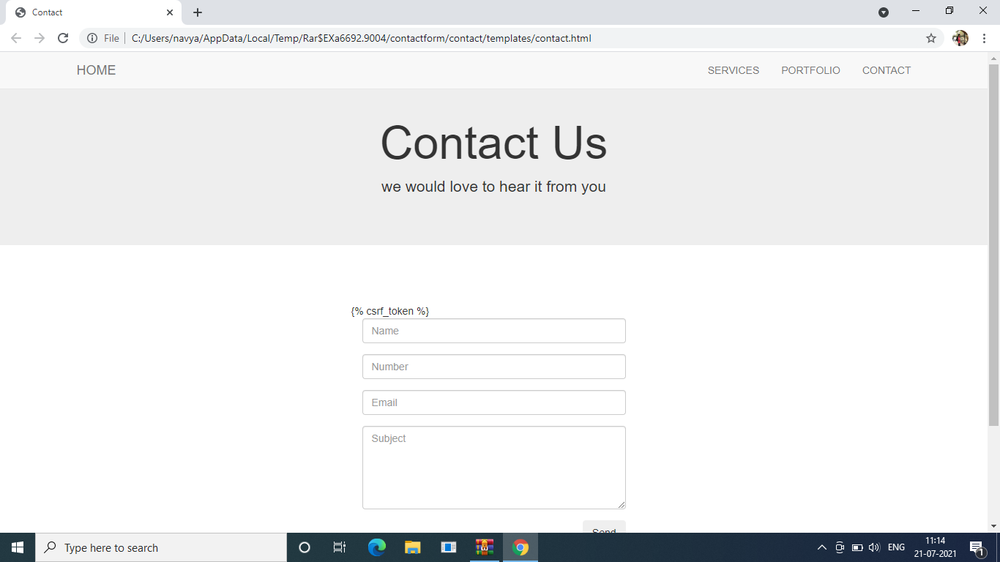 Contact
File C:/Users/navya/AppData/Local/Temp/Rar$EXa6692.9004/contactform/contact/templates/contact.html
HOME SERVICES PORTFOLIO CONTACT
Contact Us
we would love to hear it from you
{% csrf_token %}
Name
Number
Email
Subject
Send
Type here to search
ENG
11:14
21-07-2021
1